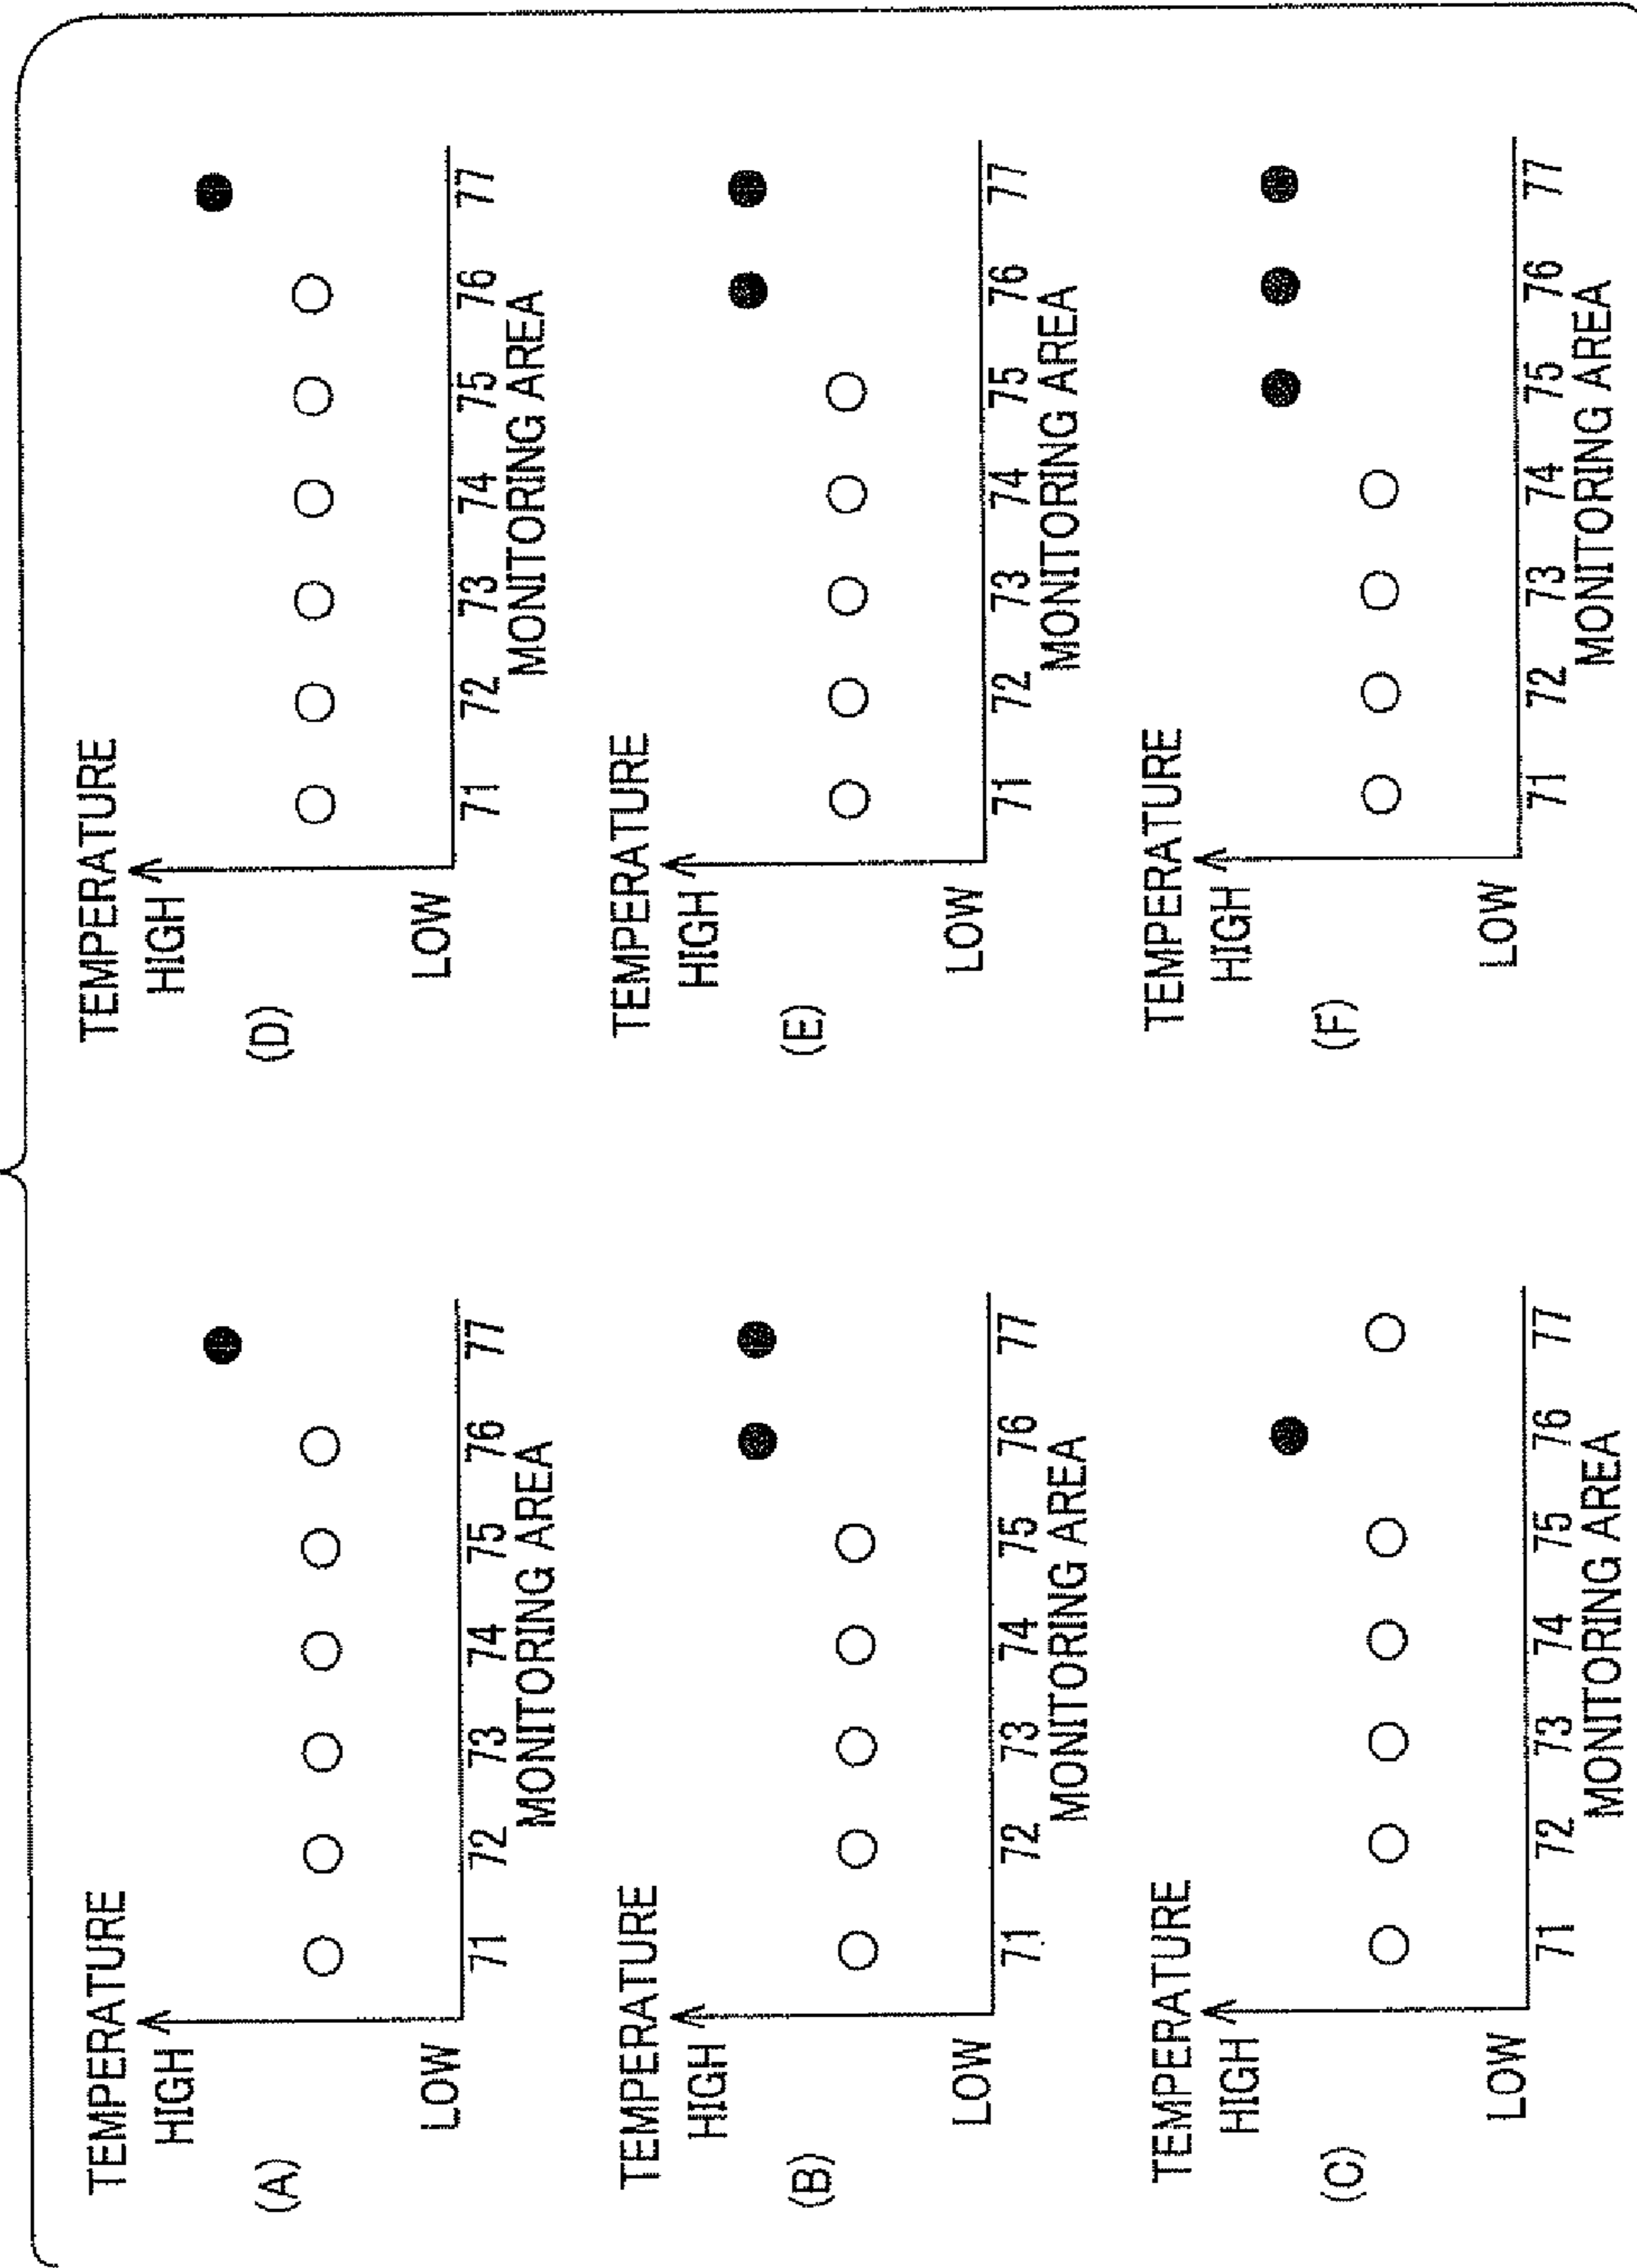 (A)
TEMPERATURE
HIGH
LOW
71 72 73 74 75 76 77
MONITORING AREA
(B)
TEMPERATURE
HIGH
LOW
71 72 73 74 75 76 77
MONITORING AREA
(C)
TEMPERATURE
HIGH
LOW
71 72 73 74 75 76 77
MONITORING AREA
(D)
TEMPERATURE
HIGH
LOW
71 72 73 74 75 76 77
MONITORING AREA
(E)
TEMPERATURE
HIGH
LOW
71 72 73 74 75 76 77
MONITORING AREA
(F)
TEMPERATURE
HIGH
LOW
71 72 73 74 75 76 77
MONITORING AREA